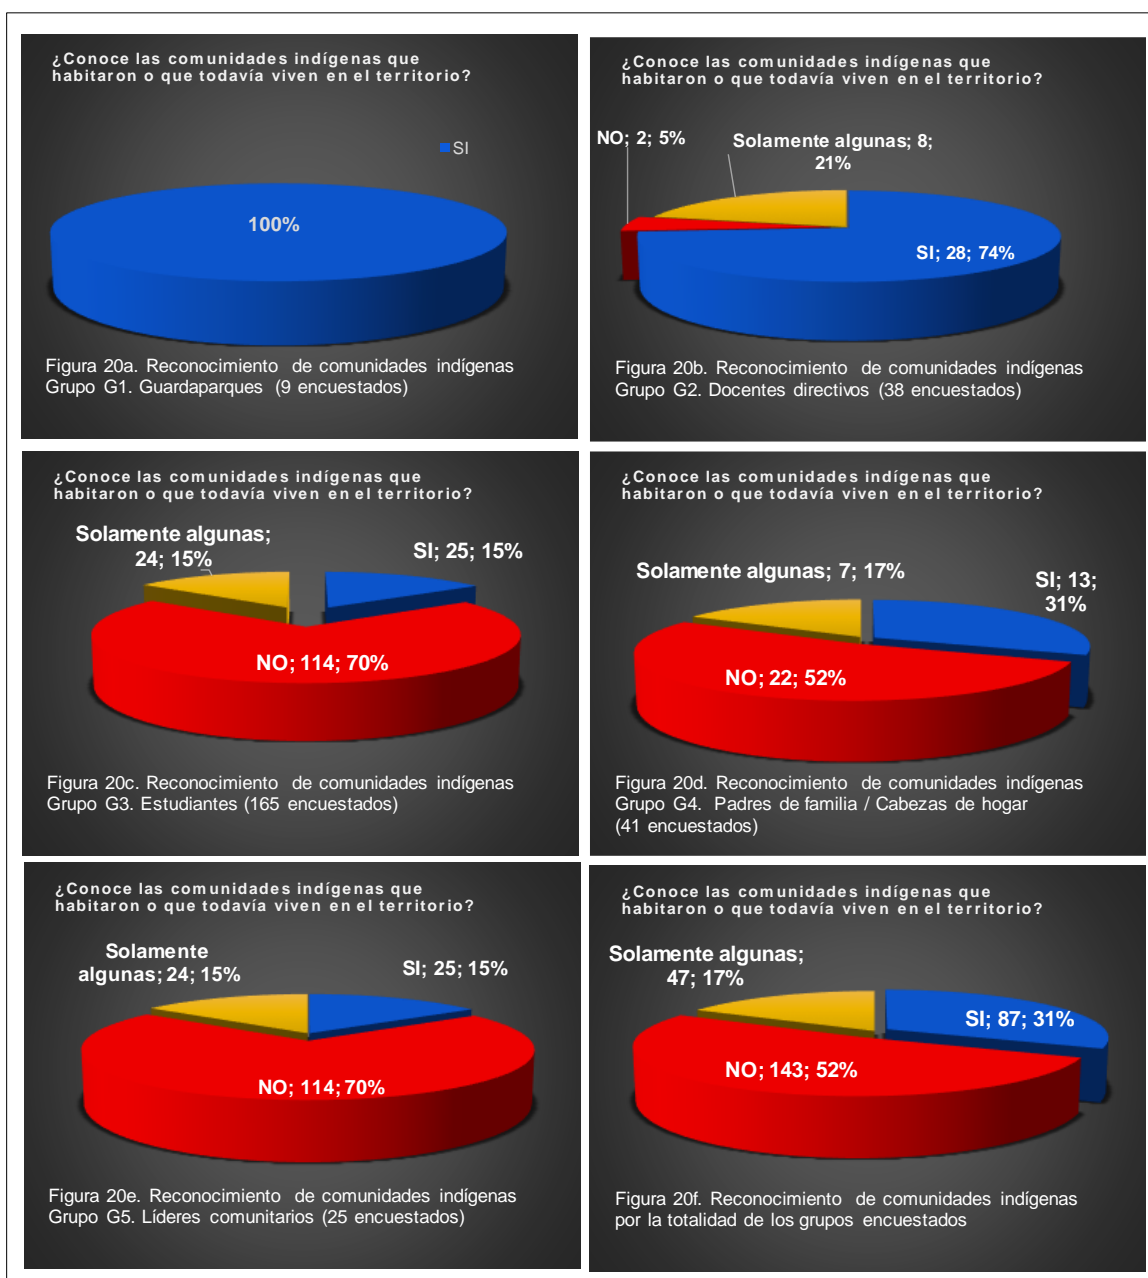 ¿Conoce las comunidades indígenas que
habitaron o que todavía viven en el territorio?
SI
100%
Figura 20a. Reconocimiento de comunidades indígenas
Grupo G1. Guardaparques (9 encuestados)
¿Conoce las comunidades indígenas que
habitaron o que todavía viven en el territorio?
NO; 2; 5%
Solamente algunas; 8;
21%
SI; 28; 74%
Figura 20b. Reconocimiento de comunidades indígenas
Grupo G2. Docentes directivos (38 encuestados)
¿Conoce las comunidades indígenas que
habitaron o que todavía viven en el territorio?
Solamente algunas;
24; 15%
SI; 25; 15%
NO; 114; 70%
Figura 20c. Reconocimiento de comunidades indígenas
Grupo G3. Estudiantes (165 encuestados)
¿Conoce las comunidades indígenas que
habitaron o que todavía viven en el territorio?
Solamente algunas; 7; 17%
SI; 13;
31%
NO; 22; 52%
Figura 20d. Reconocimiento de comunidades indígenas
Grupo G4. Padres de familia / Cabezas de hogar
(41 encuestados)
¿Conoce las comunidades indígenas que
habitaron o que todavía viven en el territorio?
Solamente
algunas; 24; 15%
SI; 25; 15%
NO; 114; 70%
Figura 20e. Reconocimiento de comunidades indígenas
Grupo G5. Líderes comunitarios (25 encuestados)
¿Conoce las comunidades indígenas que
habitaron o que todavía viven en el territorio?
Solamente algunas;
47; 17%
SI; 87; 31%
NO; 143; 52%
Figura 20f. Reconocimiento de comunidades indígenas
por la totalidad de los grupos encuestados